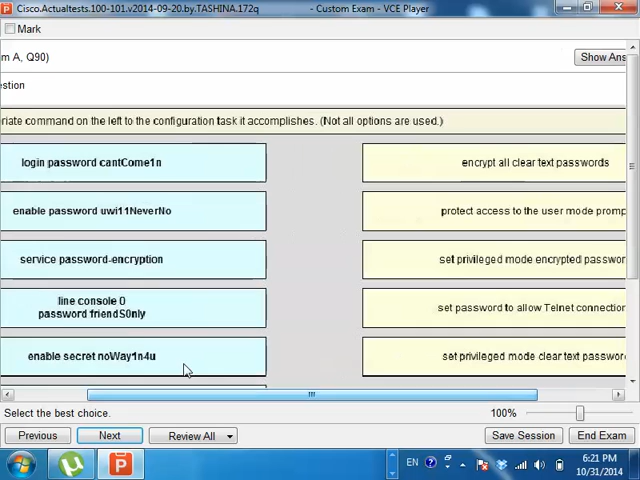 Cisco.Actualtests.100-101.v2014-09-20.by.TASHINA.172q - Custom Exam - VCE Player
Mark
m A, Q90)
Show Ans
stion
riate command on the left to the configuration task it accomplishes. (Not all options are used.)
login password cantCome1n
encrypt all clear text passwords
enable password uwi11NeverNo
protect access to the user mode promp
service password-encryption
set privileged mode encrypted passwor
line console 0
password friendS0nly
set password to allow Telnet connection
enable secret noWay1n4u
set privileged mode clear text passwor
Select the best choice.
100%
Previous
Next
Review All
Save Session
End Exam
EN
6:21 PM
10/31/2014